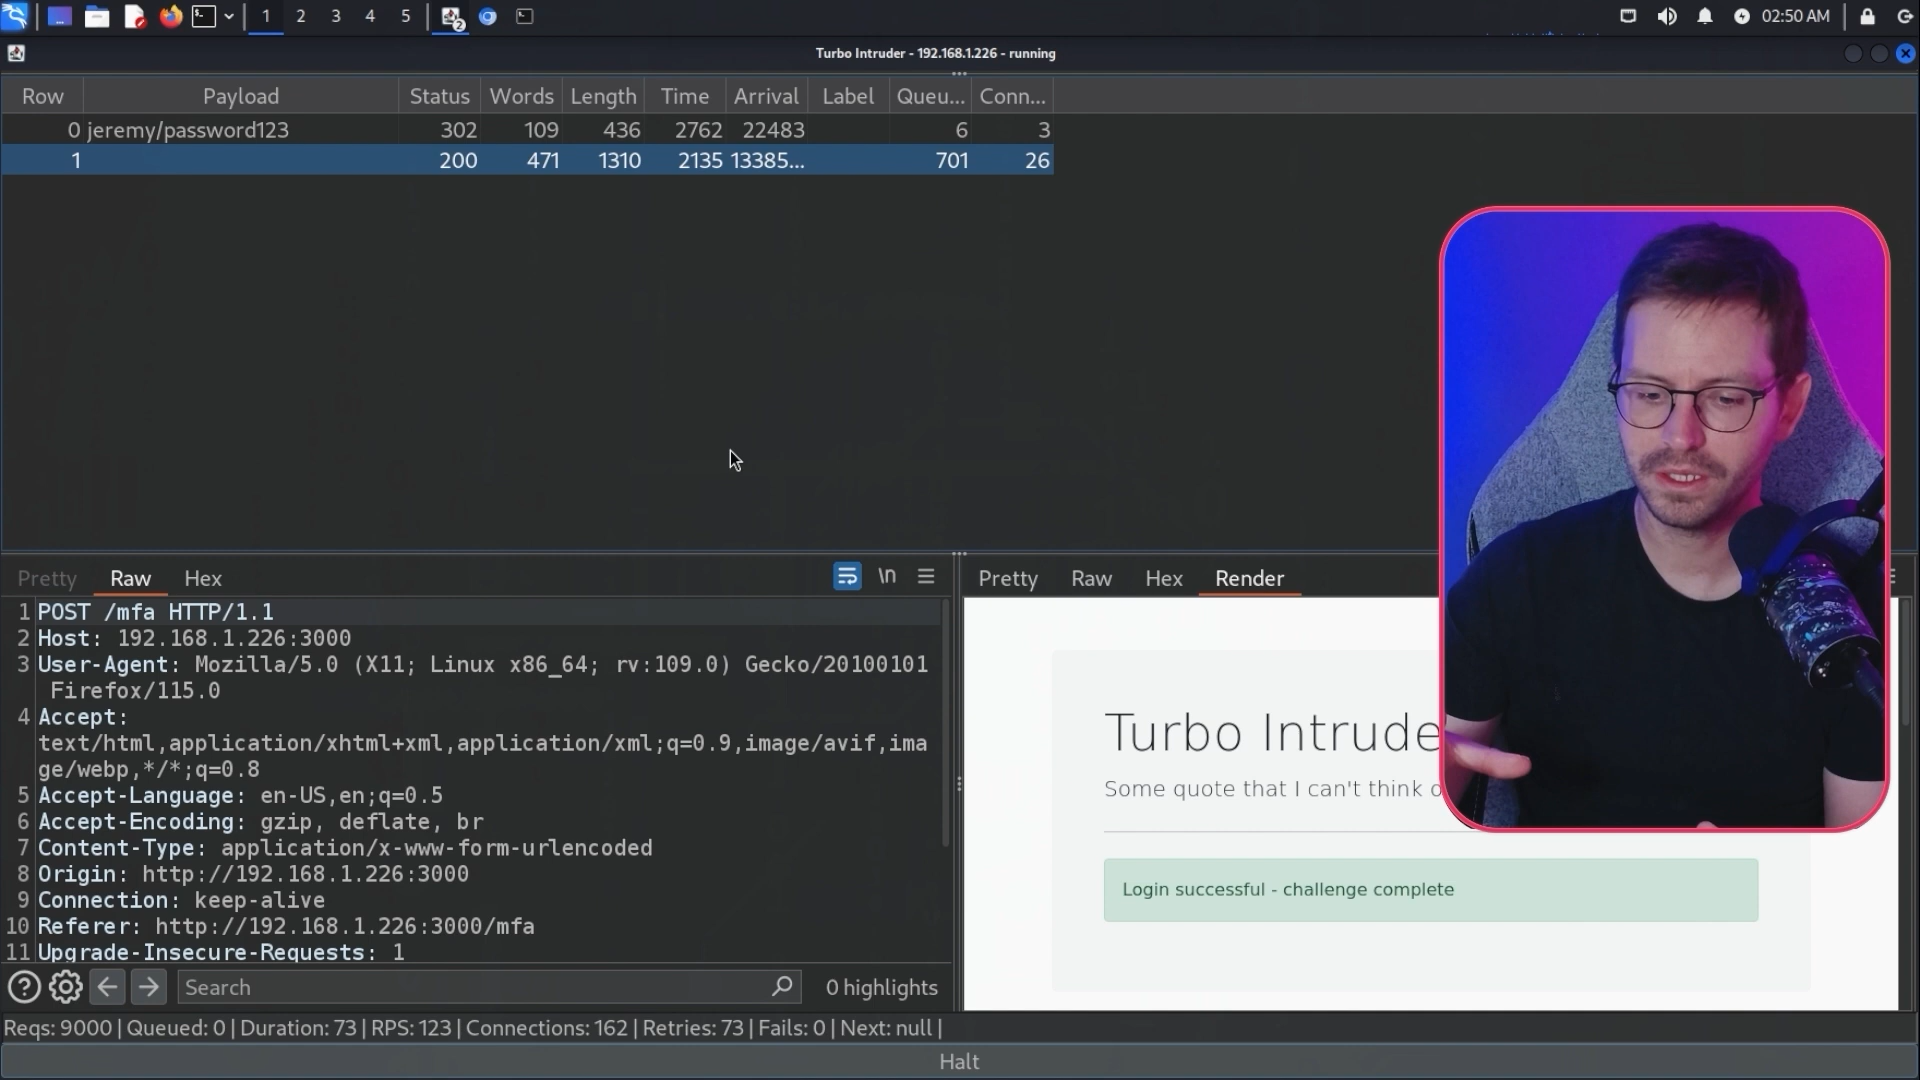 1 2 3 4 5 2 02:50 AM
Turbo Intruder - 192.168.1.226 - running
Row Payload Status Words Length Time Arrival Label Queu... Conn...
0 jeremy/password123 302 109 436 2762 22483 6 3
1 200 471 1310 2135 13385... 701 26
Pretty Raw Hex \n
Pretty Raw Hex Render
1 POST /mfa HTTP/1.1
2 Host: 192.168.1.226:3000
3 User-Agent: Mozilla/5.0 (X11; Linux x86_64; rv:109.0) Gecko/20100101
Firefox/115.0
4 Accept:
text/html,application/xhtml+xml,application/xml;q=0.9,image/avif,ima
ge/webp,*/*;q=0.8
5 Accept-Language: en-US,en;q=0.5
6 Accept-Encoding: gzip, deflate, br
7 Content-Type: application/x-www-form-urlencoded
8 Origin: http://192.168.1.226:3000
9 Connection: keep-alive
10 Referer: http://192.168.1.226:3000/mfa
11 Upgrade-Insecure-Requests: 1
Turbo Intrude
Some quote that I can't think o
Login successful - challenge complete
Search 0 highlights
Reqs: 9000 | Queued: 0 | Duration: 73 | RPS: 123 | Connections: 162 | Retries: 73 | Fails: 0 | Next: null |
Halt